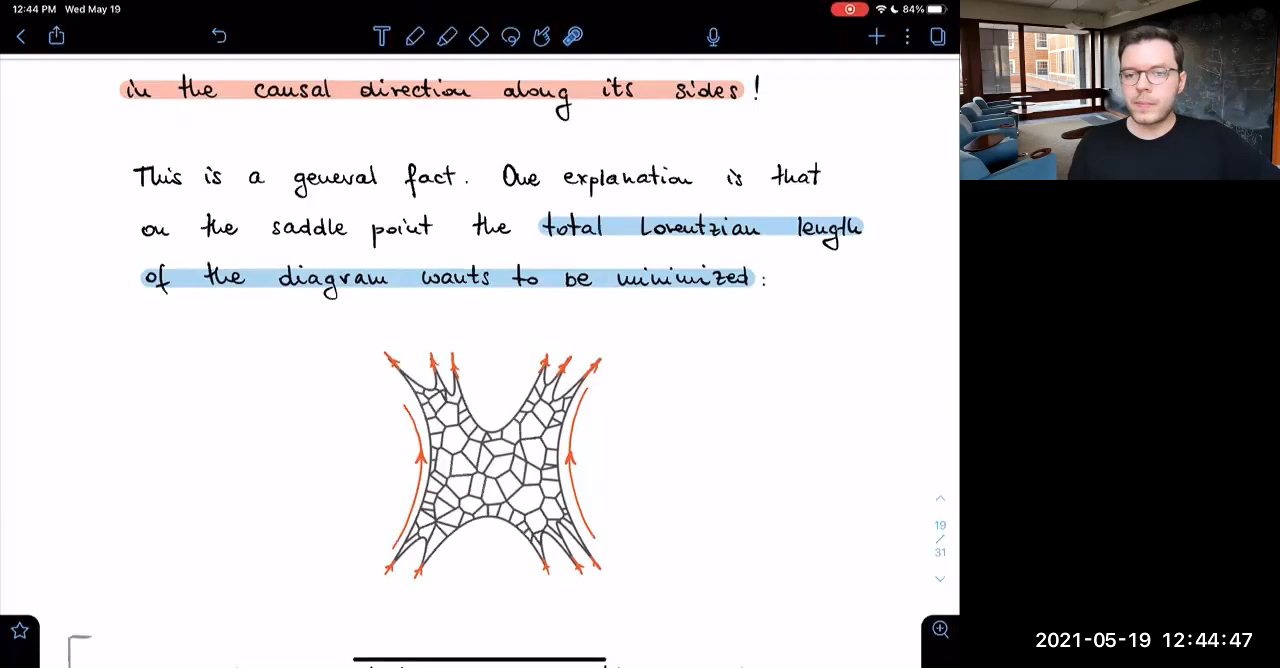 12:44 PM Wed May 19
84%
T
in the causal direction along its sides!
This is a general fact. One explanation is that
on the saddle point the total Lorentzian length
of the diagram wants to be minimized:
19
/
31
2021-05-19 12:44:47